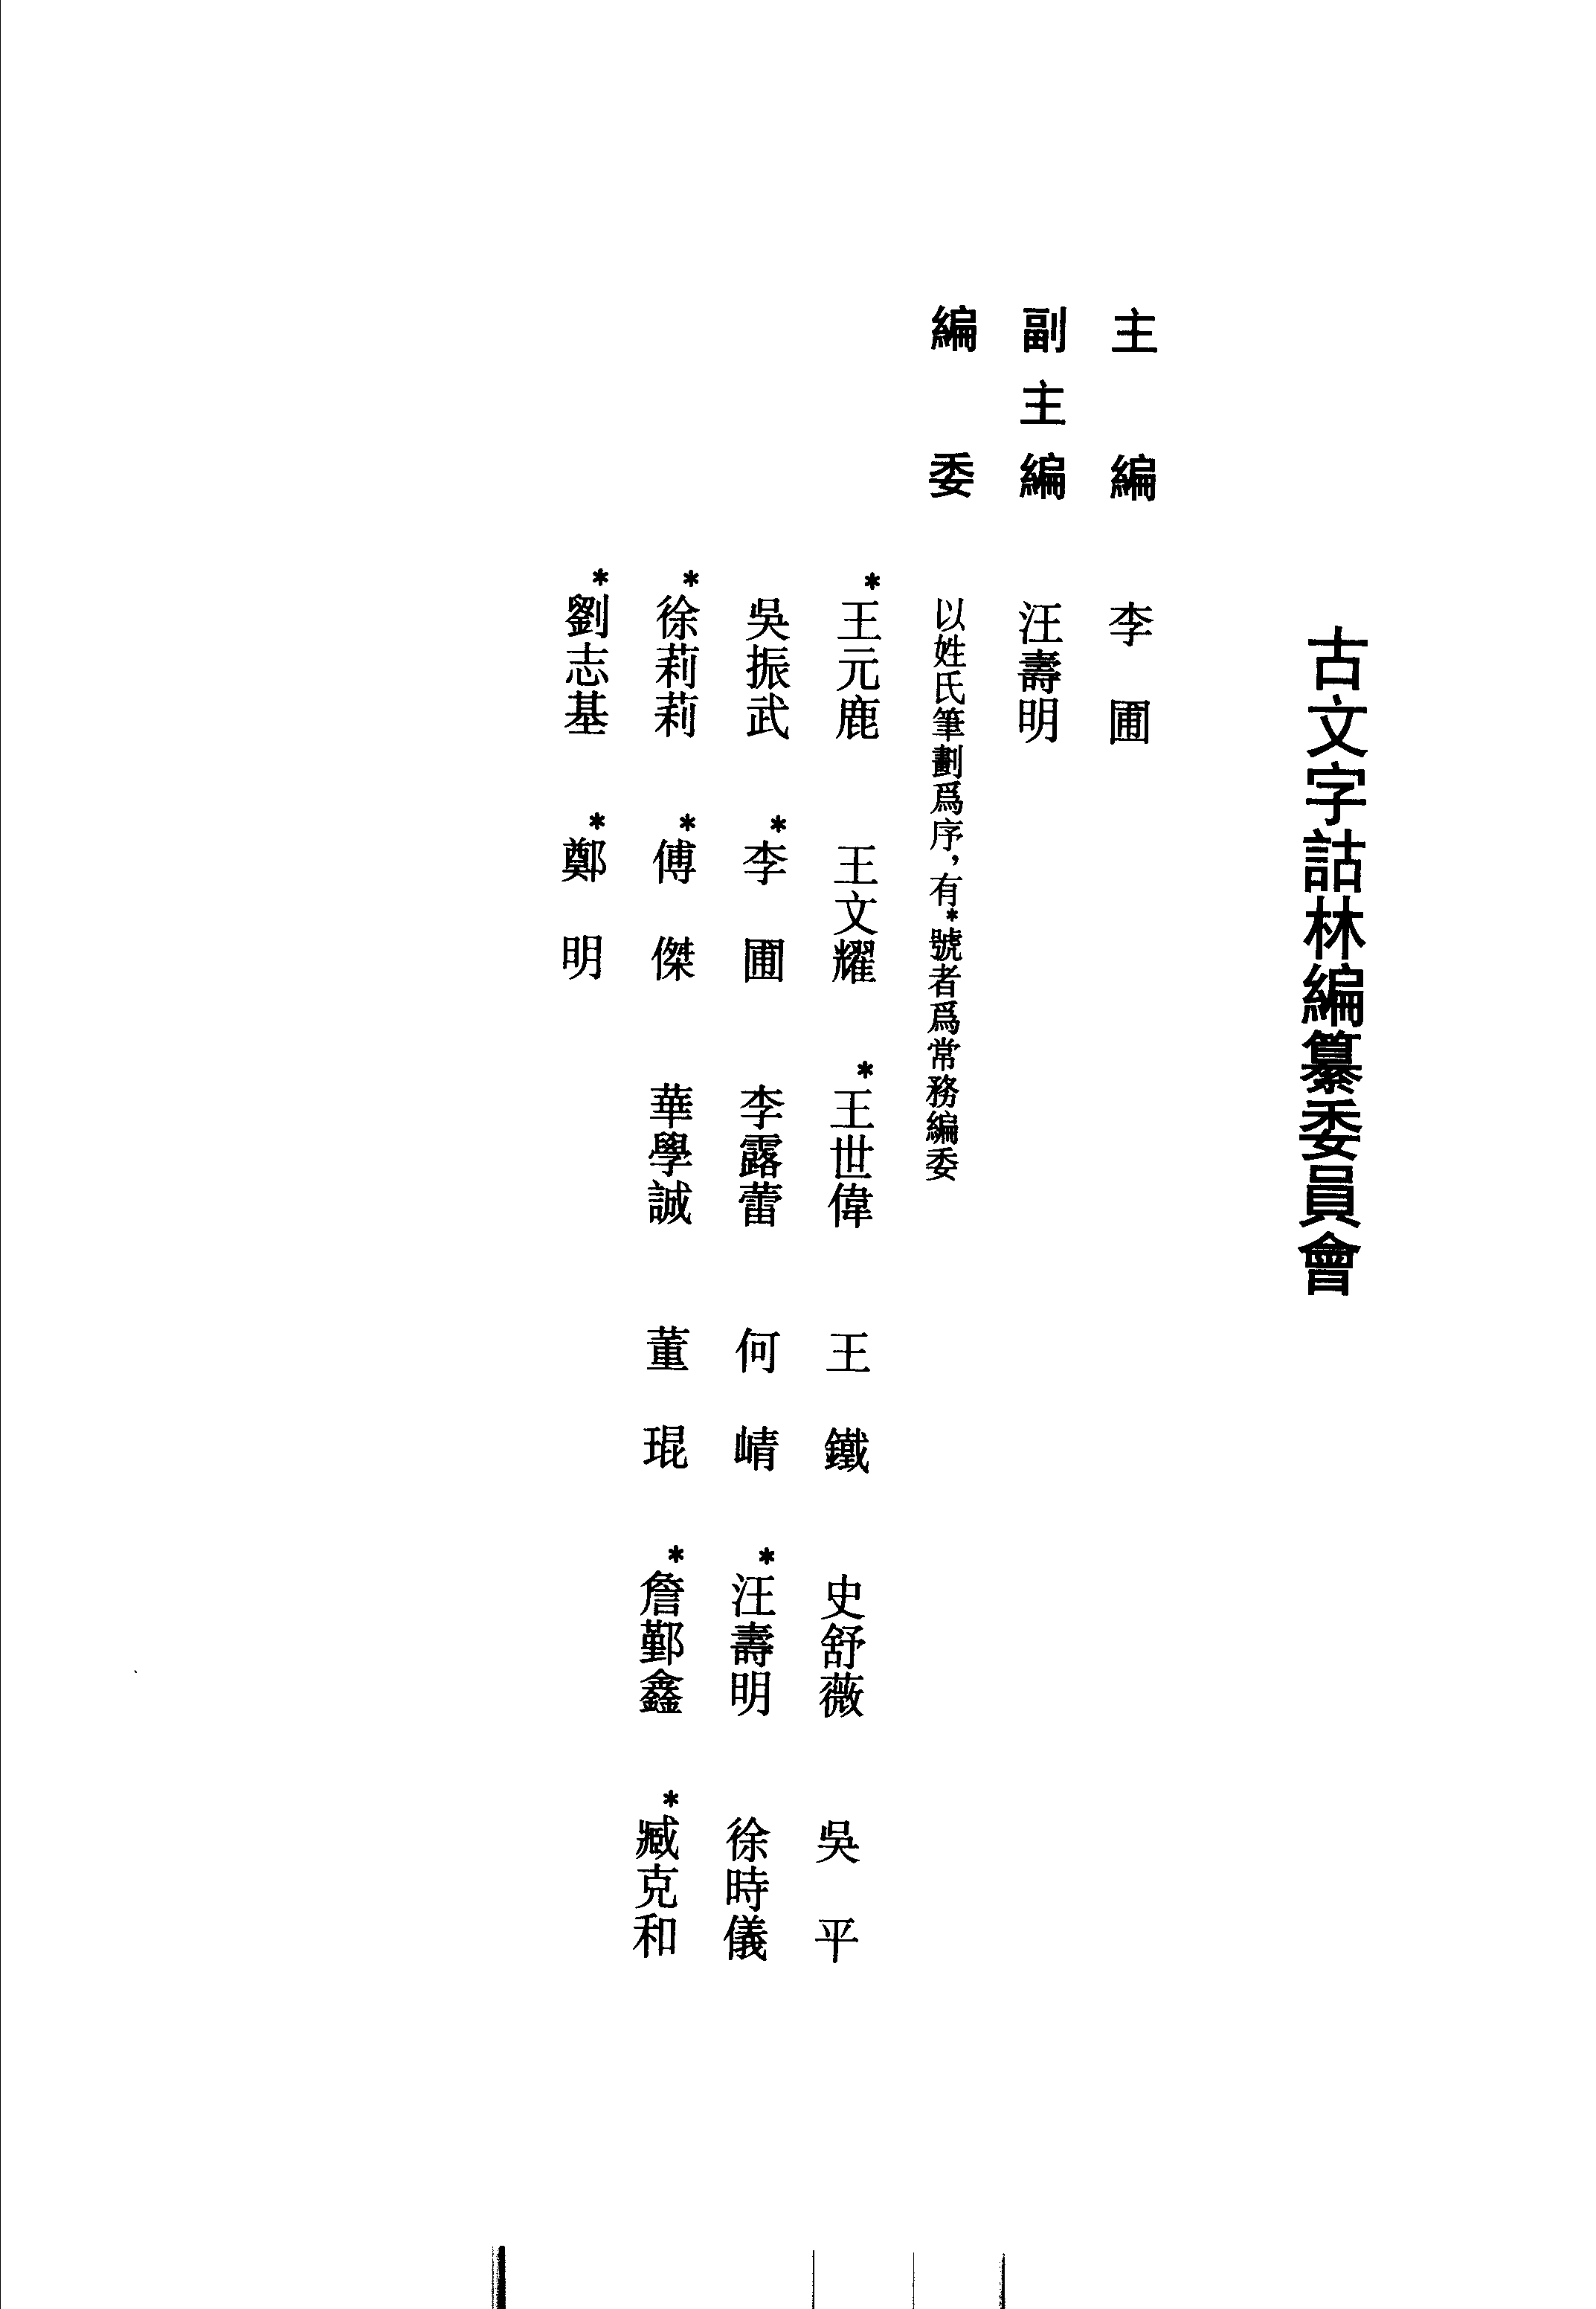 古文字詁林編纂委員會
主編 李圃
副主編 汪壽明
編委 以姓氏筆劃爲序，有*號者爲常務編委
*王元鹿 王文耀 *王世偉 王鐵 史舒薇 吳平
吳振武 *李圃 李露蕾 何崝 *汪壽明 徐時儀
*徐莉莉 *傅傑 華學誠 董琨 *詹鄞鑫 *臧克和
*劉志基 *鄭明